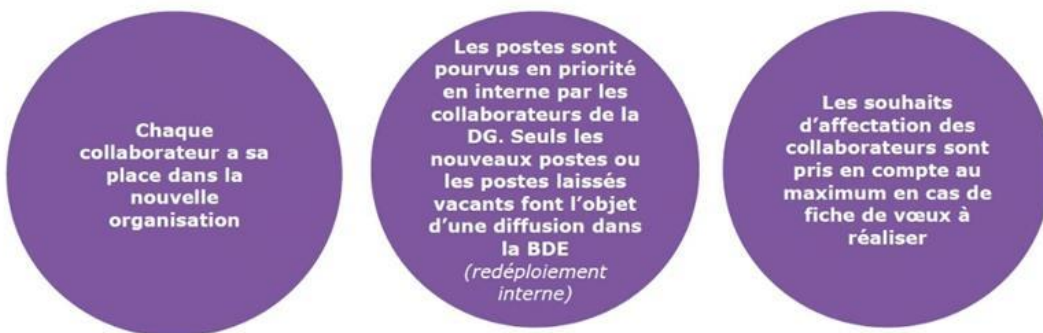 Chaque
collaborateur a sa
place dans la
nouvelle
organisation
Les postes sont
pourvus en priorité
en interne par les
collaborateurs de la
DG. Seuls les
nouveaux postes ou
les postes laissés
vacants font l’objet
d’une diffusion dans
la BDE
(redéploiement
interne)
Les souhaits
d’affectation des
collaborateurs sont
pris en compte au
maximum en cas de
fiche de vœux à
réaliser